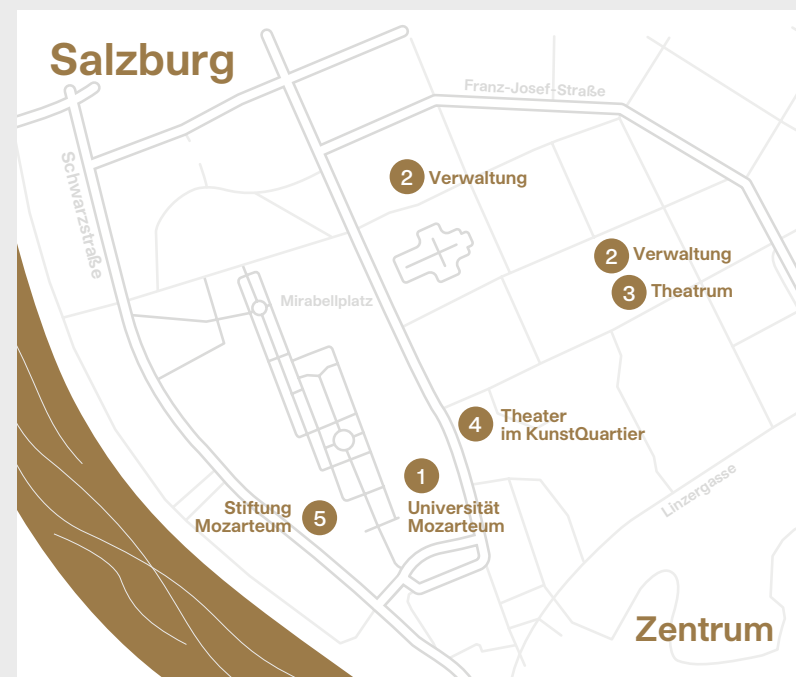 Salzburg
Franz-Josef-Straße
Schwarzstraße
2 Verwaltung
2 Verwaltung
3 Theatrum
Mirabellplatz
4 Theater
im KunstQuartier
1
Universität
Mozarteum
Stiftung
Mozarteum 5
Linzergasse
Zentrum